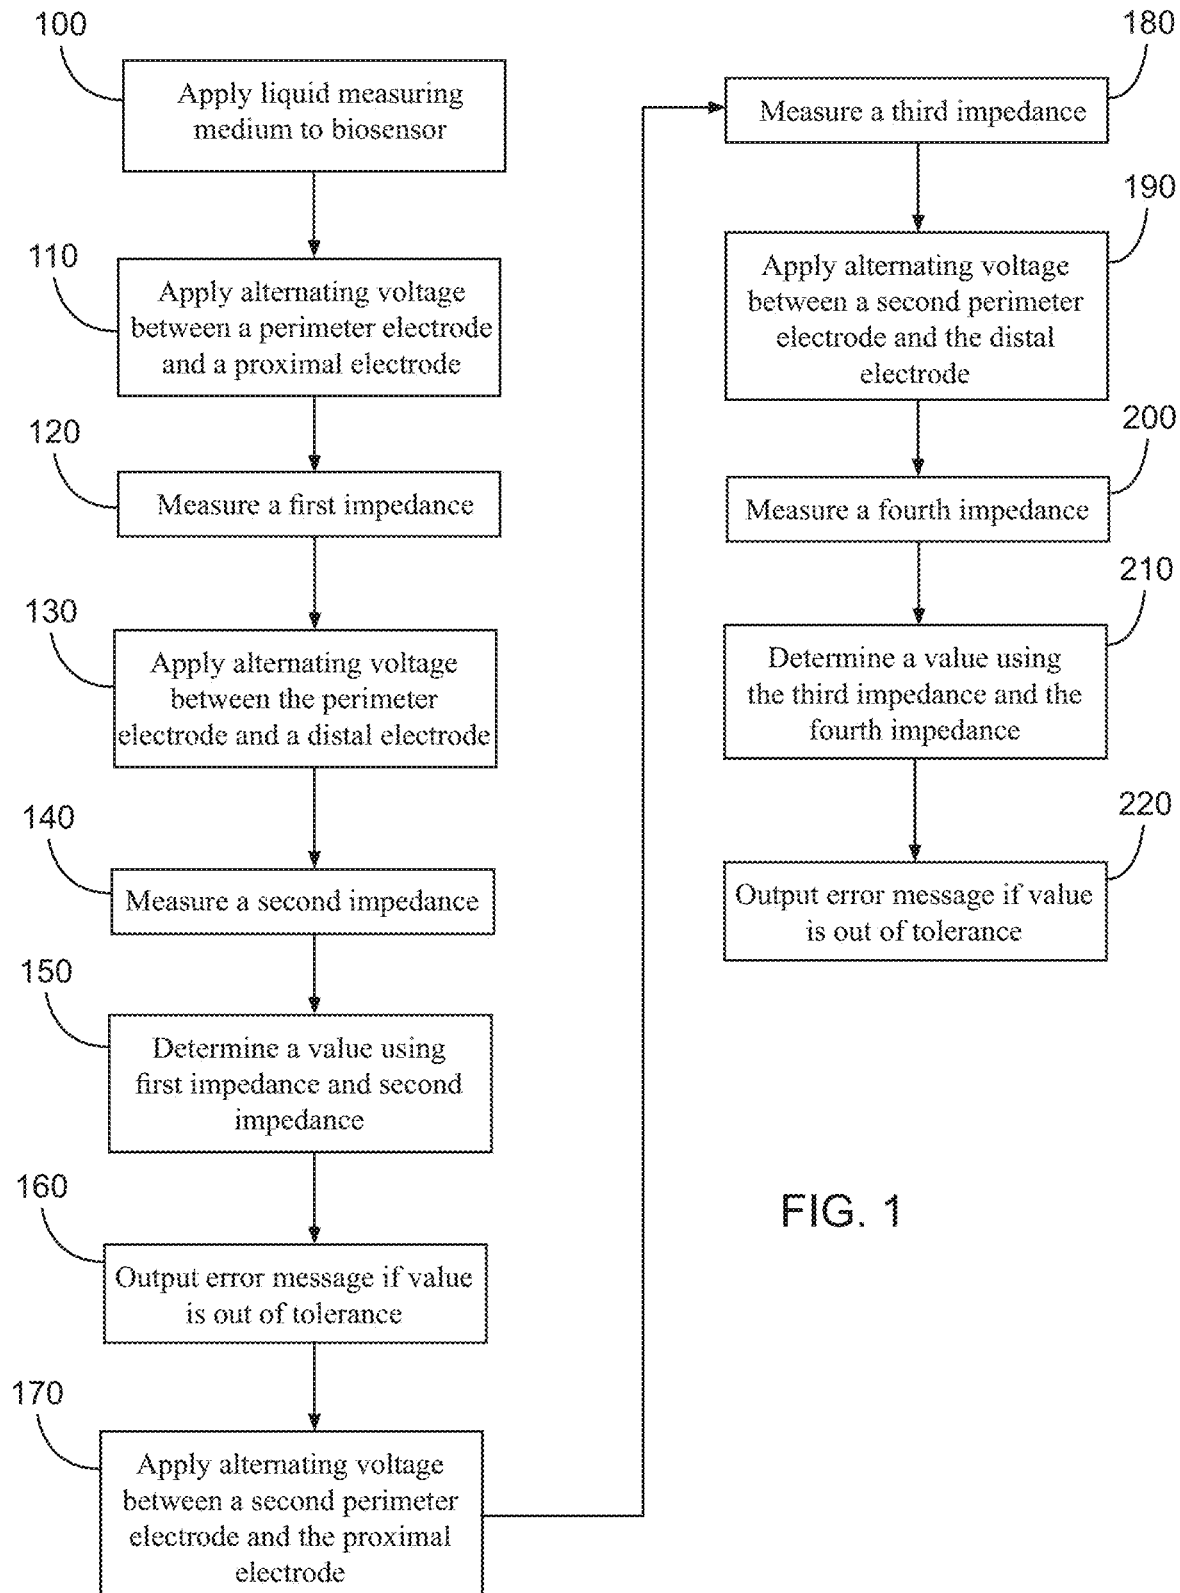 100
Apply liquid measuring
medium to biosensor
110
Apply alternating voltage
between a perimeter electrode
and a proximal electrode
120
Measure a first impedance
130
Apply alternating voltage
between the perimeter
electrode and a distal electrode
140
Measure a second impedance
150
Determine a value using
first impedance and second
impedance
160
Output error message if value
is out of tolerance
170
Apply alternating voltage
between a second perimeter
electrode and the proximal
electrode
180
Measure a third impedance
190
Apply alternating voltage
between a second perimeter
electrode and the distal
electrode
200
Measure a fourth impedance
210
Determine a value using
the third impedance and the
fourth impedance
220
Output error message if value
is out of tolerance
FIG. 1